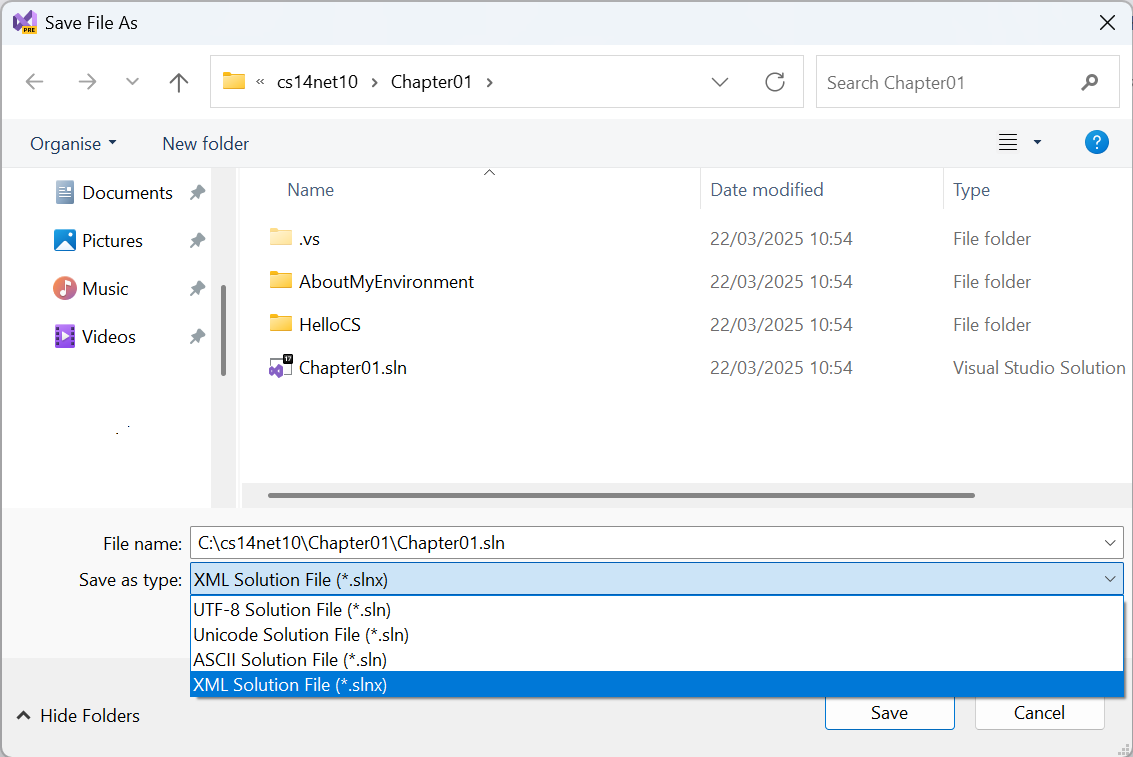 PRE Save File As
« cs14net10 › Chapter01 › Search Chapter01
Organise New folder ?
Name Date modified Type
Documents
Pictures
Music
Videos
.vs 22/03/2025 10:54 File folder
AboutMyEnvironment 22/03/2025 10:54 File folder
HelloCS 22/03/2025 10:54 File folder
17
Chapter01.sln 22/03/2025 10:54 Visual Studio Solution
File name: C:\cs14net10\Chapter01\Chapter01.sln
Save as type: XML Solution File (*.slnx)
UTF-8 Solution File (*.sln)
Unicode Solution File (*.sln)
ASCII Solution File (*.sln)
XML Solution File (*.slnx)
Hide Folders Save Cancel